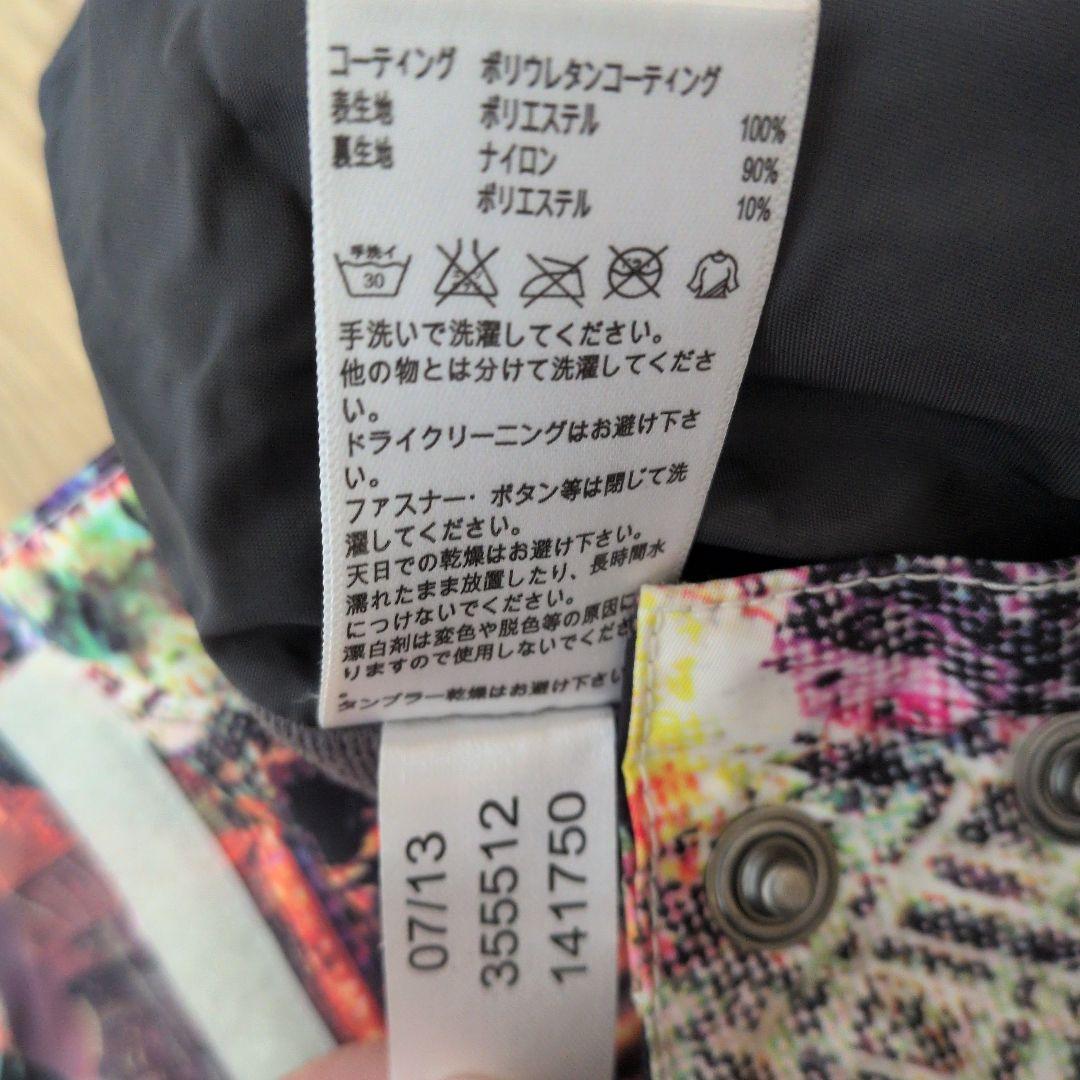 コーティング ポリウレタンコーティング
表生地 ポリエステル 100%
裏生地 ナイロン 90%
ポリエステル 10%
手洗イ
30
手洗いで洗濯してください。
他の物とは分けて洗濯してくださ
い。
ドライクリーニングはお避け下さ
い。
ファスナー・ボタン等は閉じて洗
濯してください。
天日での乾燥はお避け下さい。
濡れたまま放置したり、長時間水
につけないでください。
漂白剤は変色や脱色等の原因に
りますので使用しないでくださ
タンブラー乾燥はお避け下さい
07/13
3555512
141750